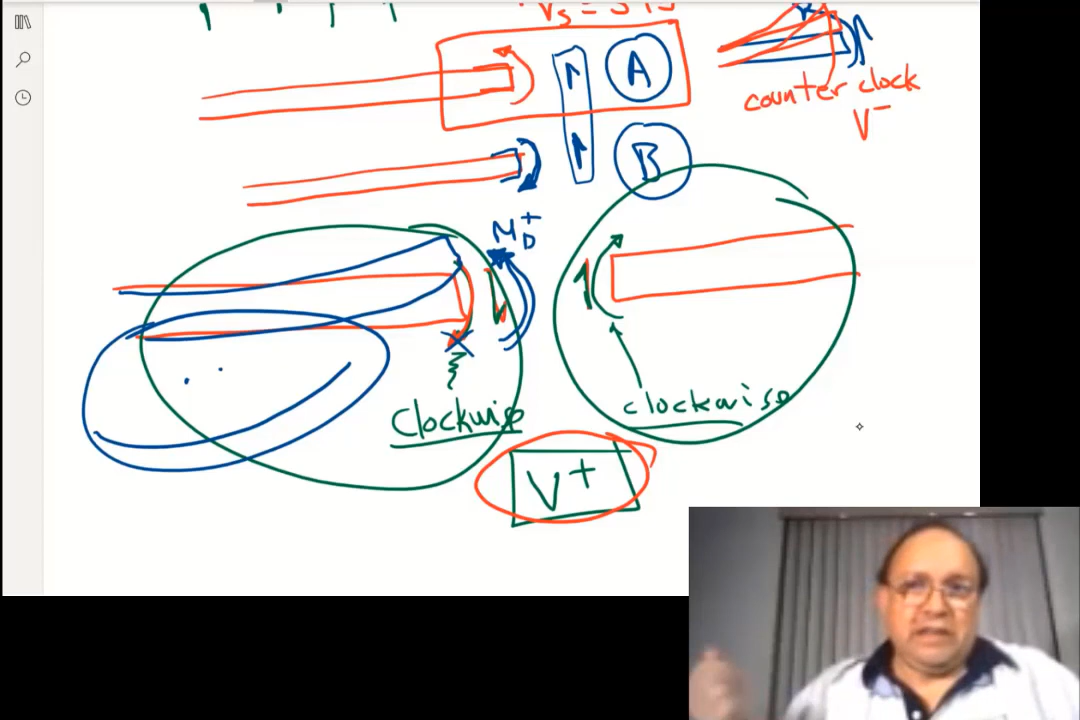 A
counter clock
V⁻
B
M_D^+
clockwise
clockwise
V+